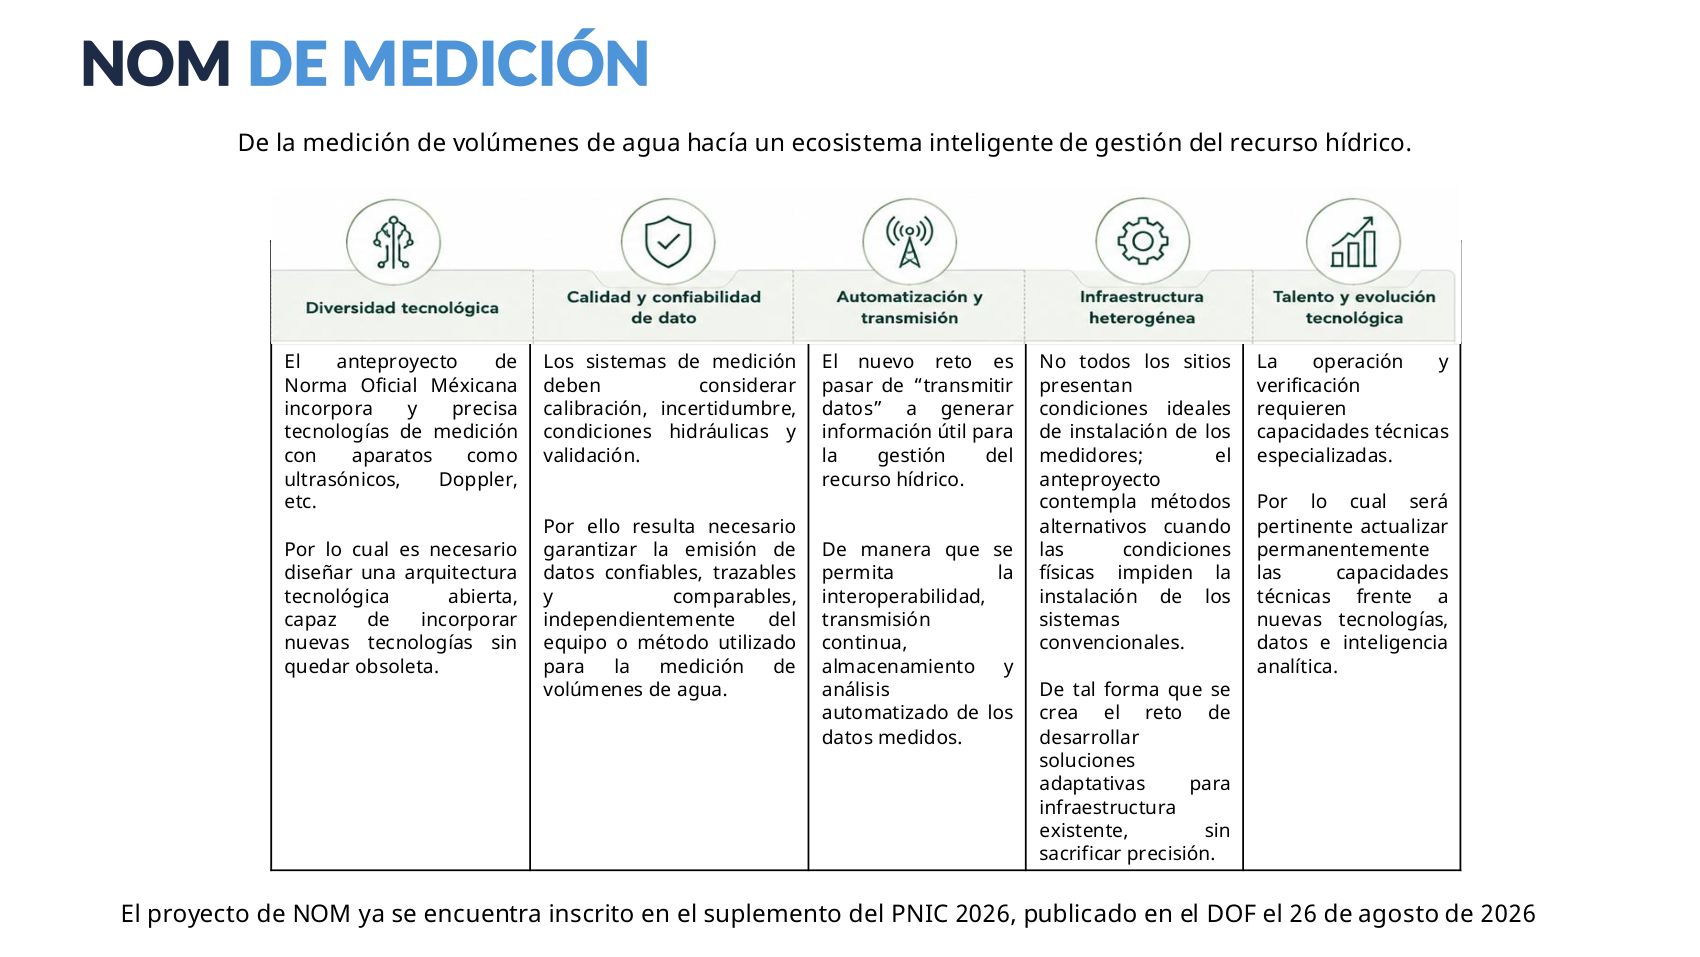 NOM DE MEDICIÓN
De la medición de volúmenes de agua hacía un ecosistema inteligente de gestión del recurso hídrico.
Diversidad tecnológica
El anteproyecto de
Norma Oficial Méxicana
incorpora y precisa
tecnologías de medición
con aparatos como
ultrasónicos, Doppler,
etc.
Por lo cual es necesario
diseñar una arquitectura
tecnológica abierta,
capaz de incorporar
nuevas tecnologías sin
quedar obsoleta.
Calidad y confiabilidad
de dato
Los sistemas de medición
deben considerar
calibración, incertidumbre,
condiciones hidráulicas y
validación.
Por ello resulta necesario
garantizar la emisión de
datos confiables, trazables
y comparables,
independientemente del
equipo o método utilizado
para la medición de
volúmenes de agua.
Automatización y
transmisión
El nuevo reto es
pasar de “transmitir
datos” a generar
información útil para
la gestión del
recurso hídrico.
De manera que se
permita la
interoperabilidad,
transmisión
continua,
almacenamiento y
análisis
automatizado de los
datos medidos.
Infraestructura
heterogénea
No todos los sitios
presentan
condiciones ideales
de instalación de los
medidores; el
anteproyecto
contempla métodos
alternativos cuando
las condiciones
físicas impiden la
instalación de los
sistemas
convencionales.
De tal forma que se
crea el reto de
desarrollar
soluciones
adaptativas para
infraestructura
existente, sin
sacrificar precisión.
Talento y evolución
tecnológica
La operación y
verificación
requieren
capacidades técnicas
especializadas.
Por lo cual será
pertinente actualizar
permanentemente
las capacidades
técnicas frente a
nuevas tecnologías,
datos e inteligencia
analítica.
El proyecto de NOM ya se encuentra inscrito en el suplemento del PNIC 2026, publicado en el DOF el 26 de agosto de 2026